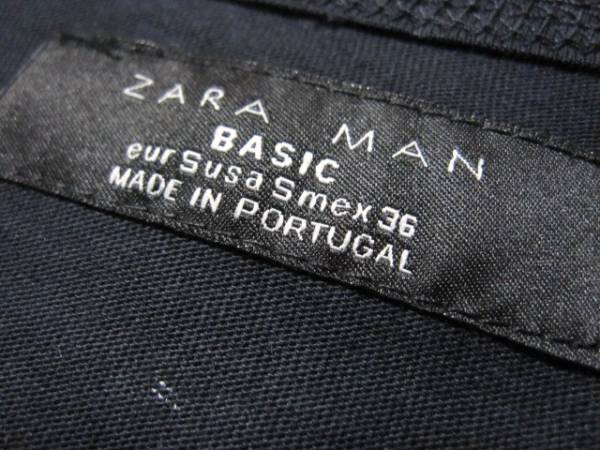 ZARA MAN
BASIC
eur S usa S mex 36
MADE IN PORTUGAL